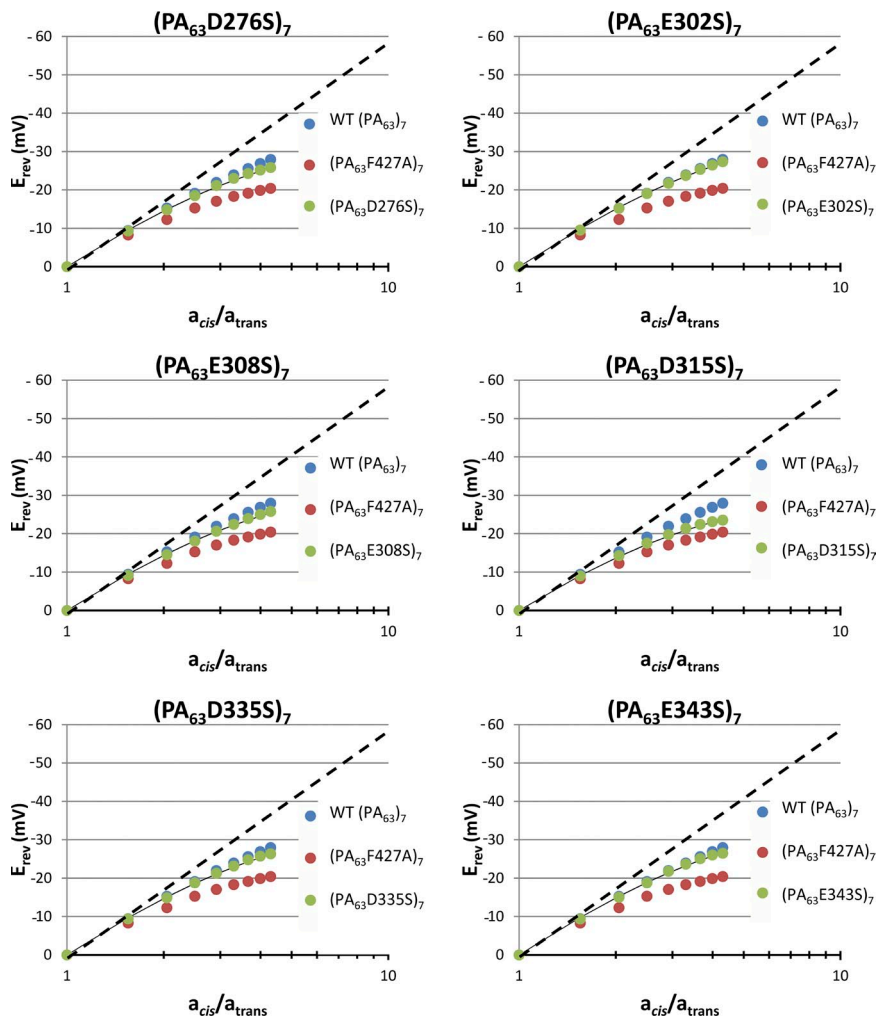 (PA63D276S)7
- 60
- 50
- 40
- 30
- 20
- 10
0
Erev (mV)
WT (PA63)7
(PA63F427A)7
(PA63D276S)7
1
10
acis/atrans
(PA63E302S)7
- 60
- 50
- 40
- 30
- 20
- 10
0
WT (PA63)7
(PA63F427A)7
(PA63E302S)7
1
10
acis/atrans
(PA63E308S)7
- 60
- 50
- 40
- 30
- 20
- 10
0
Erev (mV)
WT (PA63)7
(PA63F427A)7
(PA63E308S)7
1
10
acis/atrans
(PA63D315S)7
- 60
- 50
- 40
- 30
- 20
- 10
0
WT (PA63)7
(PA63F427A)7
(PA63D315S)7
1
10
acis/atrans
(PA63D335S)7
- 60
- 50
- 40
- 30
- 20
- 10
0
Erev (mV)
WT (PA63)7
(PA63F427A)7
(PA63D335S)7
1
10
acis/atrans
(PA63E343S)7
- 60
- 50
- 40
- 30
- 20
- 10
0
WT (PA63)7
(PA63F427A)7
(PA63E343S)7
1
10
acis/atrans